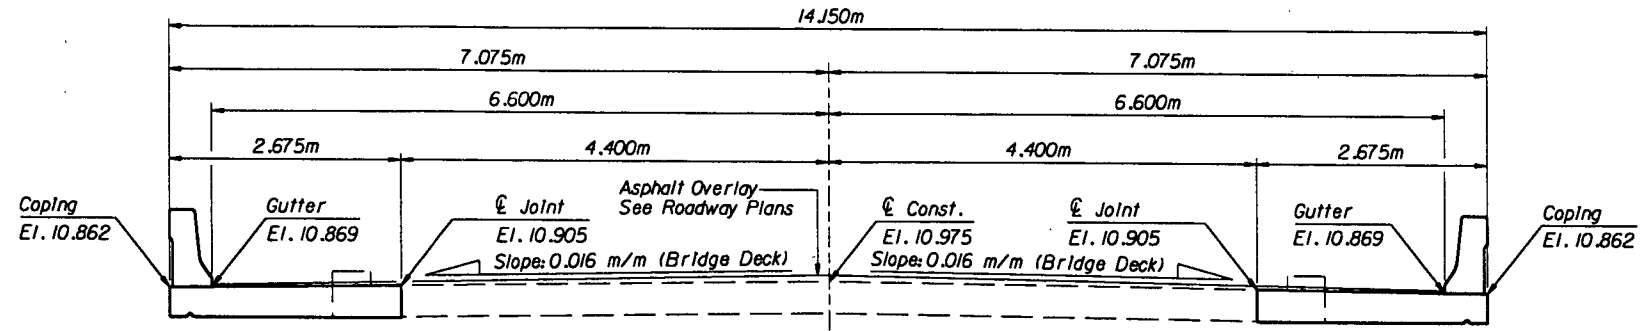 14.150m
7.075m 7.075m
6.600m 6.600m
2.675m 4.400m 4.400m 2.675m
Asphalt Overlay
See Roadway Plans
Coping
El. 10.862
Gutter
El. 10.869
℄ Joint
El. 10.905
℄ Const.
El. 10.975
℄ Joint
El. 10.905
Gutter
El. 10.869
Coping
El. 10.862
Slope: 0.016 m/m (Bridge Deck)
Slope: 0.016 m/m (Bridge Deck)